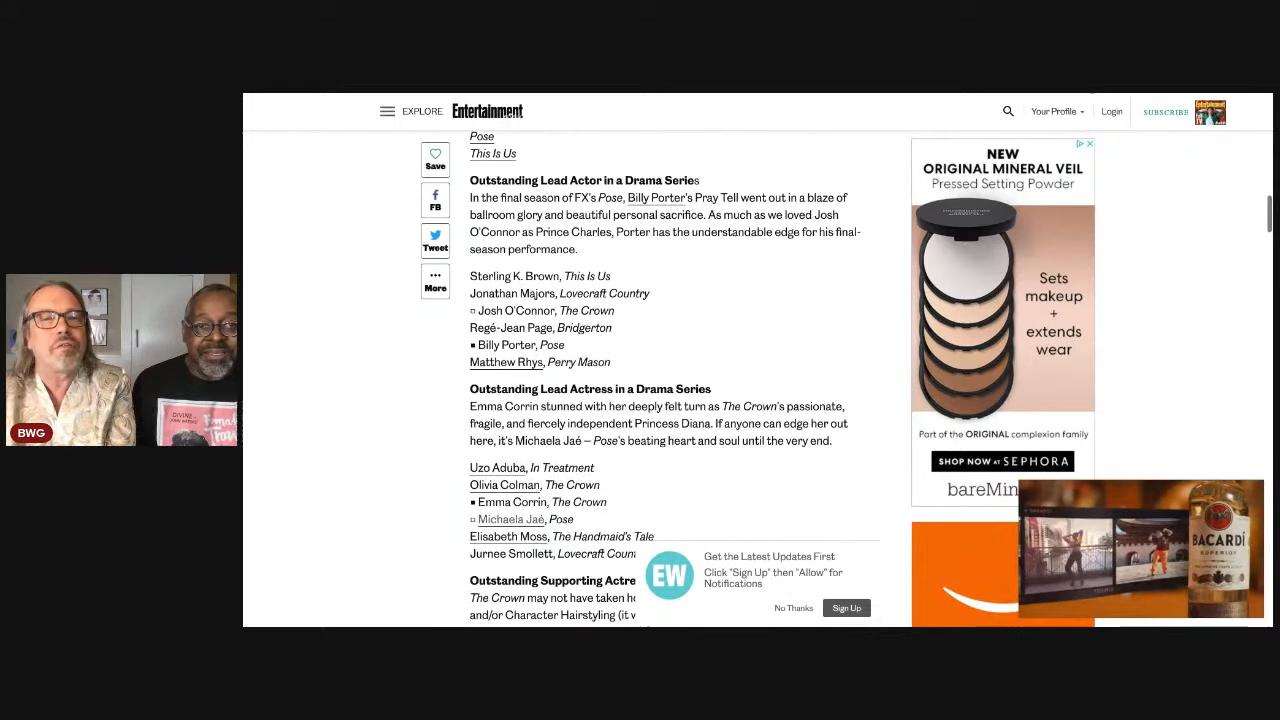 EXPLORE
Entertainment
Your Profile
Login
SUBSCRIBE
Save
FB
Tweet
More
Pose
This Is Us
Outstanding Lead Actor in a Drama Series
In the final season of FX's Pose, Billy Porter's Pray Tell went out in a blaze of
ballroom glory and beautiful personal sacrifice. As much as we loved Josh
O'Connor as Prince Charles, Porter has the understandable edge for his final-
season performance.
Sterling K. Brown, This Is Us
Jonathan Majors, Lovecraft Country
▫ Josh O'Connor, The Crown
Regé-Jean Page, Bridgerton
▪ Billy Porter, Pose
Matthew Rhys, Perry Mason
Outstanding Lead Actress in a Drama Series
Emma Corrin stunned with her deeply felt turn as The Crown's passionate,
fragile, and fiercely independent Princess Diana. If anyone can edge her out
here, it's Michaela Jaé — Pose's beating heart and soul until the very end.
Uzo Aduba, In Treatment
Olivia Colman, The Crown
▪ Emma Corrin, The Crown
▫ Michaela Jaé, Pose
Elisabeth Moss, The Handmaid's Tale
Jurnee Smollett, Lovecraft Coun
Outstanding Supporting Actre
The Crown may not have taken ho
and/or Character Hairstyling (it w
EW
Get the Latest Updates First
Click "Sign Up" then "Allow" for
Notifications
No Thanks
Sign Up
NEW
ORIGINAL MINERAL VEIL
Pressed Setting Powder
Sets
makeup
+
extends
wear
Part of the ORIGINAL complexion family
SHOP NOW AT SEPHORA
bareMin
BACARDÍ
SUPERIOR
BWG
DIVINE